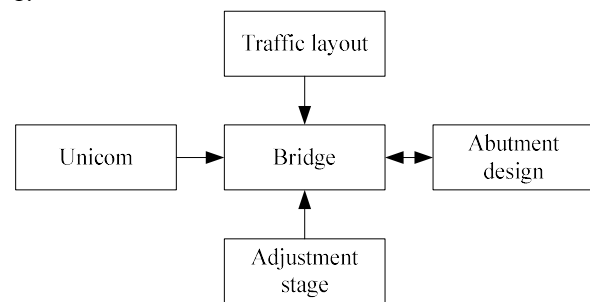 Traffic layout
Unicom
Bridge
Abutment
design
Adjustment
stage